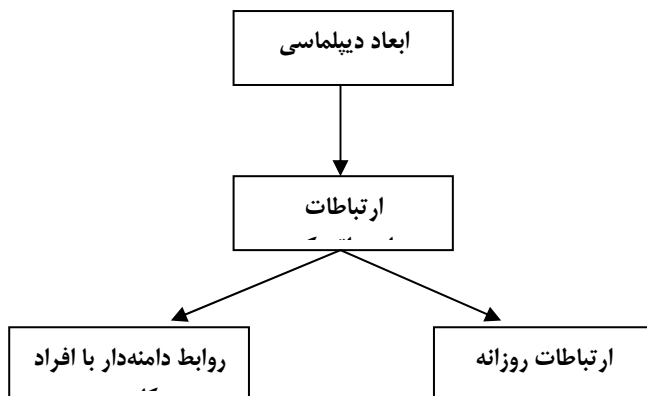 ابعاد دیپلماسی
ارتباطات
ارتباطات روزانه
روابط دامنه‌دار با افراد